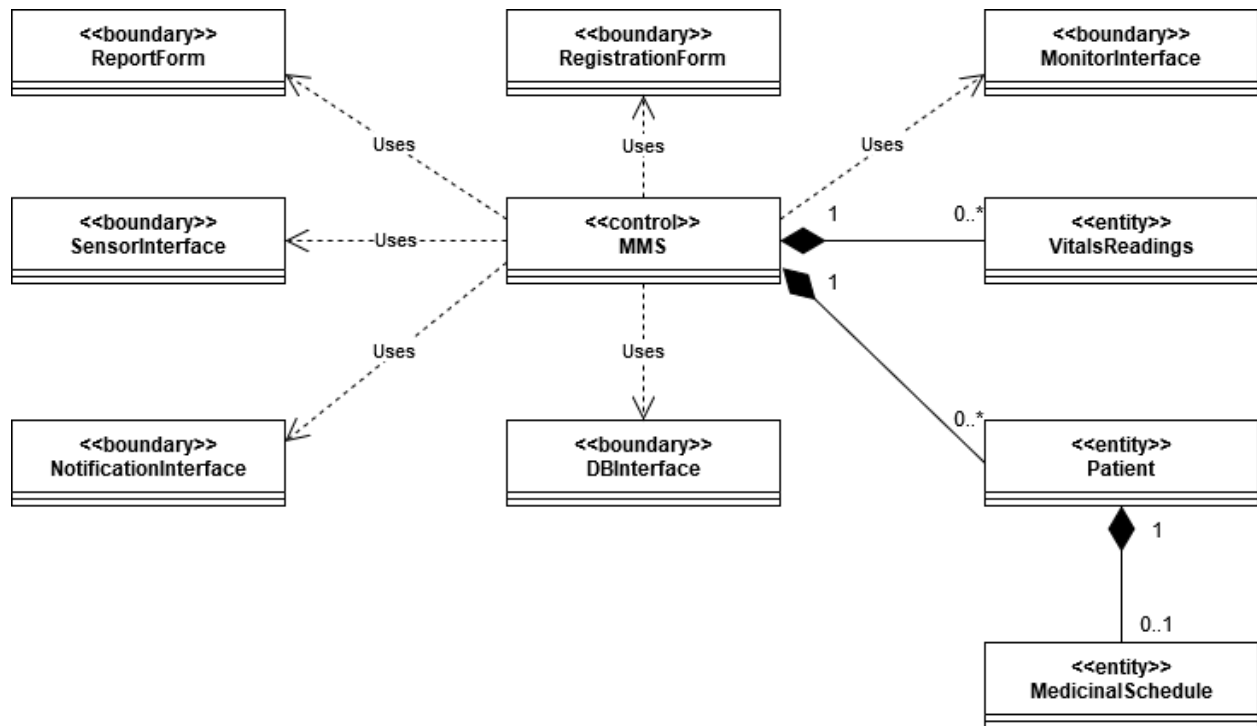 <<boundary>>
ReportForm
<<boundary>>
RegistrationForm
<<boundary>>
MonitorInterface
Uses
Uses
Uses
<<boundary>>
SensorInterface
Uses
<<control>>
MMS
1
0..*
<<entity>>
VitalsReadings
1
Uses
Uses
0..*
<<boundary>>
NotificationInterface
<<boundary>>
DBInterface
<<entity>>
Patient
1
0..1
<<entity>>
MedicinalSchedule